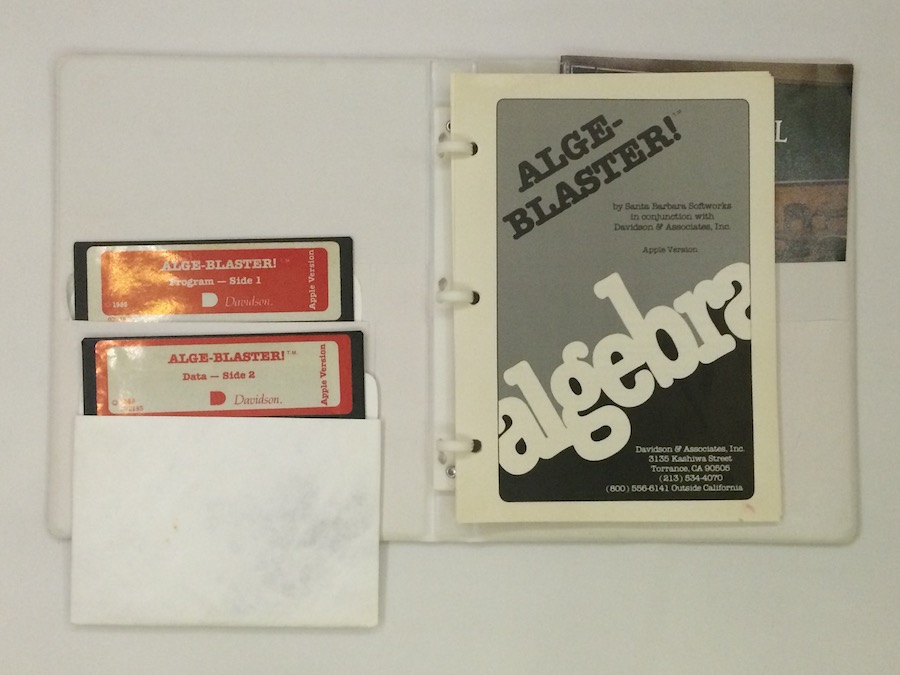 ALGE-BLASTER!
Program — Side 1
© 1985
Davidson.
Apple Version
ALGE-BLASTER!™
Data — Side 2
Davidson.
Apple Version
ALGE-
BLASTER!™
by Santa Barbara Softworks
in conjunction with
Davidson & Associates, Inc.
Apple Version
algebra
Davidson & Associates, Inc.
3135 Kashiwa Street
Torrance, CA 90505
(213) 534-4070
(800) 556-6141 Outside California
L